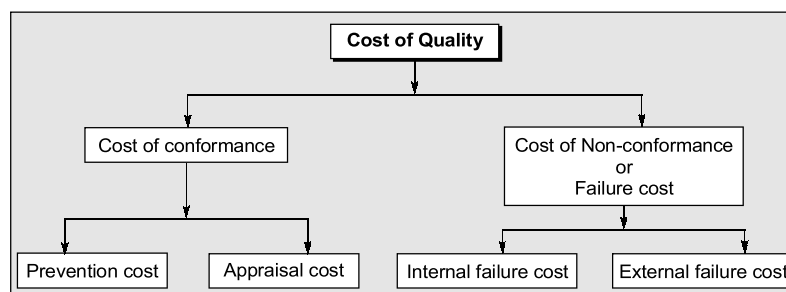 Cost of Quality
Cost of conformance
Cost of Non-conformance
or
Failure cost
Prevention cost
Appraisal cost
Internal failure cost
External failure cost